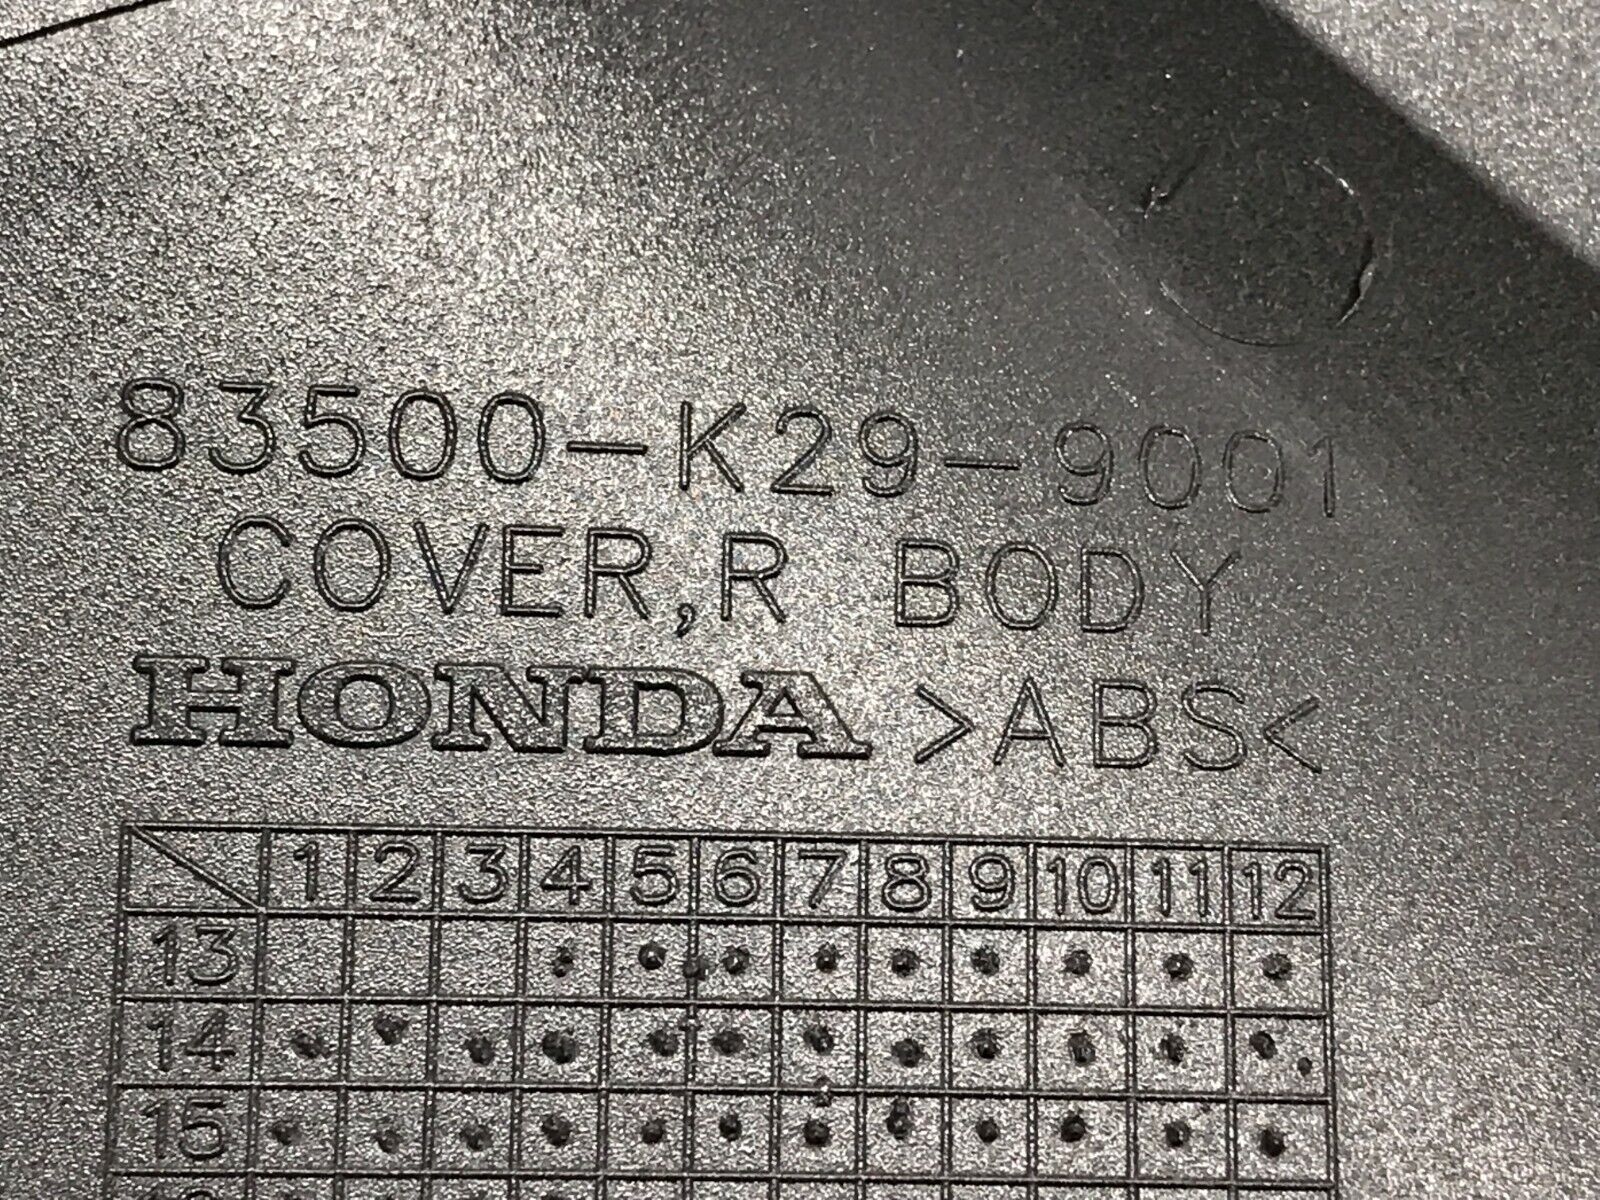 83500-K29-9001
COVER,R BODY
HONDA >ABS<
1 2 3 4 5 6 7 8 9 10 11 12
13
14
15